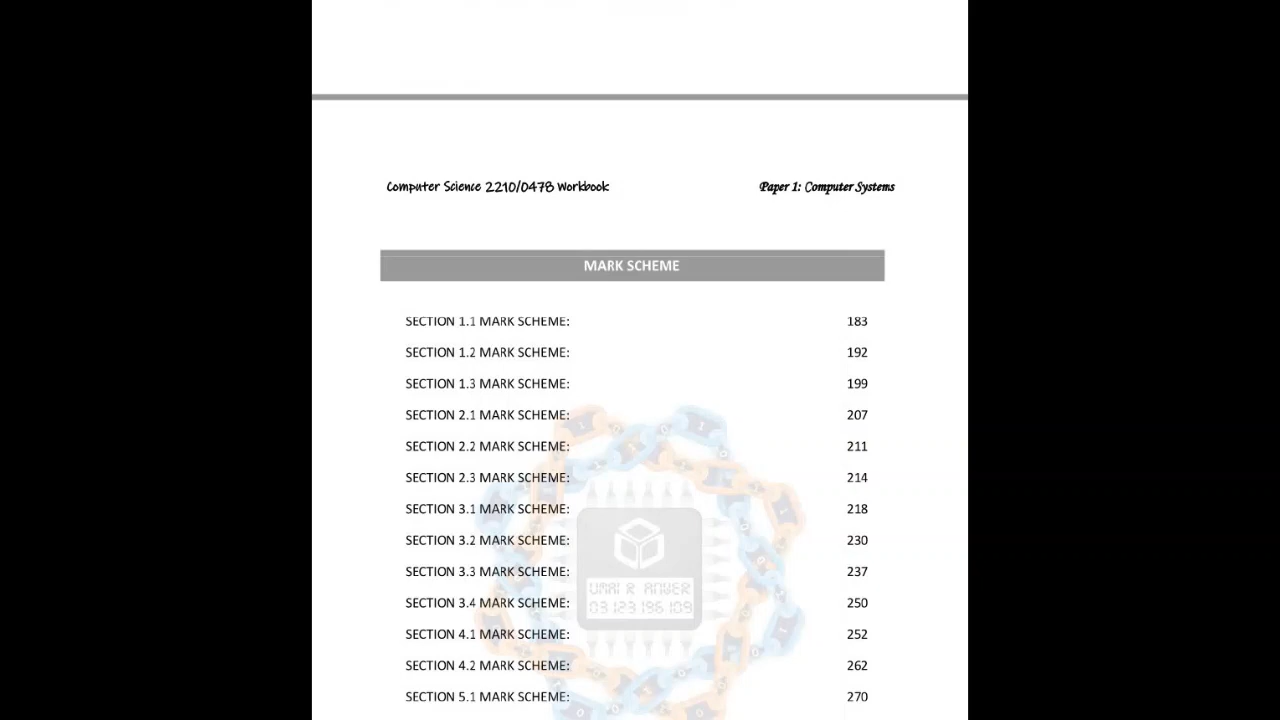 Computer Science 2210/0478 Workbook Paper 1: Computer Systems
MARK SCHEME
SECTION 1.1 MARK SCHEME: 183
SECTION 1.2 MARK SCHEME: 192
SECTION 1.3 MARK SCHEME: 199
SECTION 2.1 MARK SCHEME: 207
SECTION 2.2 MARK SCHEME: 211
SECTION 2.3 MARK SCHEME: 214
SECTION 3.1 MARK SCHEME: 218
SECTION 3.2 MARK SCHEME: 230
SECTION 3.3 MARK SCHEME: 237
UMAIR ANWER
03123196109
SECTION 3.4 MARK SCHEME: 250
SECTION 4.1 MARK SCHEME: 252
SECTION 4.2 MARK SCHEME: 262
SECTION 5.1 MARK SCHEME: 270